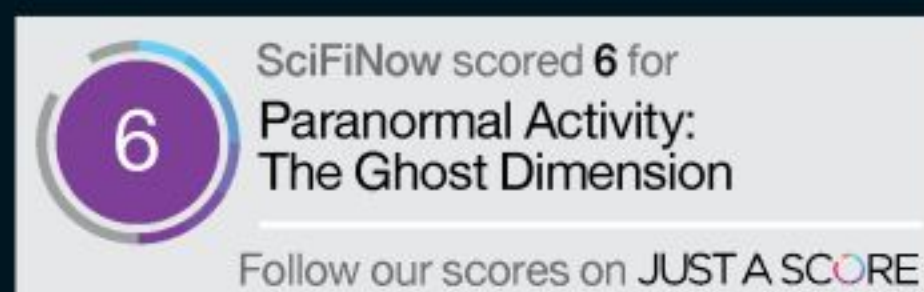 6
SciFiNow scored 6 for
Paranormal Activity:
The Ghost Dimension
Follow our scores on JUST A SCORE